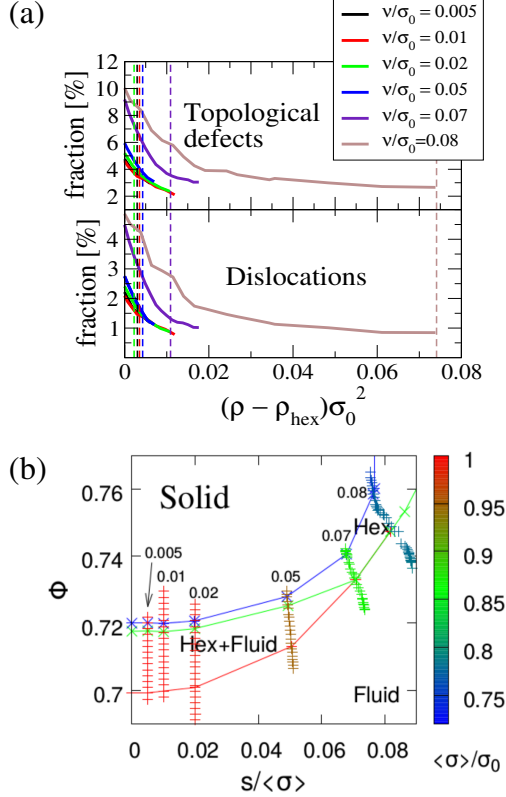 (a)
ν/σ₀ = 0.005
ν/σ₀ = 0.01
ν/σ₀ = 0.02
ν/σ₀ = 0.05
ν/σ₀ = 0.07
ν/σ₀=0.08
12
10
8
6
4
2
fraction [%]
Topological
defects
4
3
2
1
fraction [%]
Dislocations
0
0.02
0.04
0.06
0.08
(ρ − ρhex)σ₀²
(b)
0.76
0.74
0.72
0.7
Φ
Solid
0.005
0.01
0.02
0.05
0.07
0.08
Hex
Hex+Fluid
Fluid
0
0.02
0.04
0.06
0.08
s/<σ>
1
0.95
0.9
0.85
0.8
0.75
<σ>/σ₀